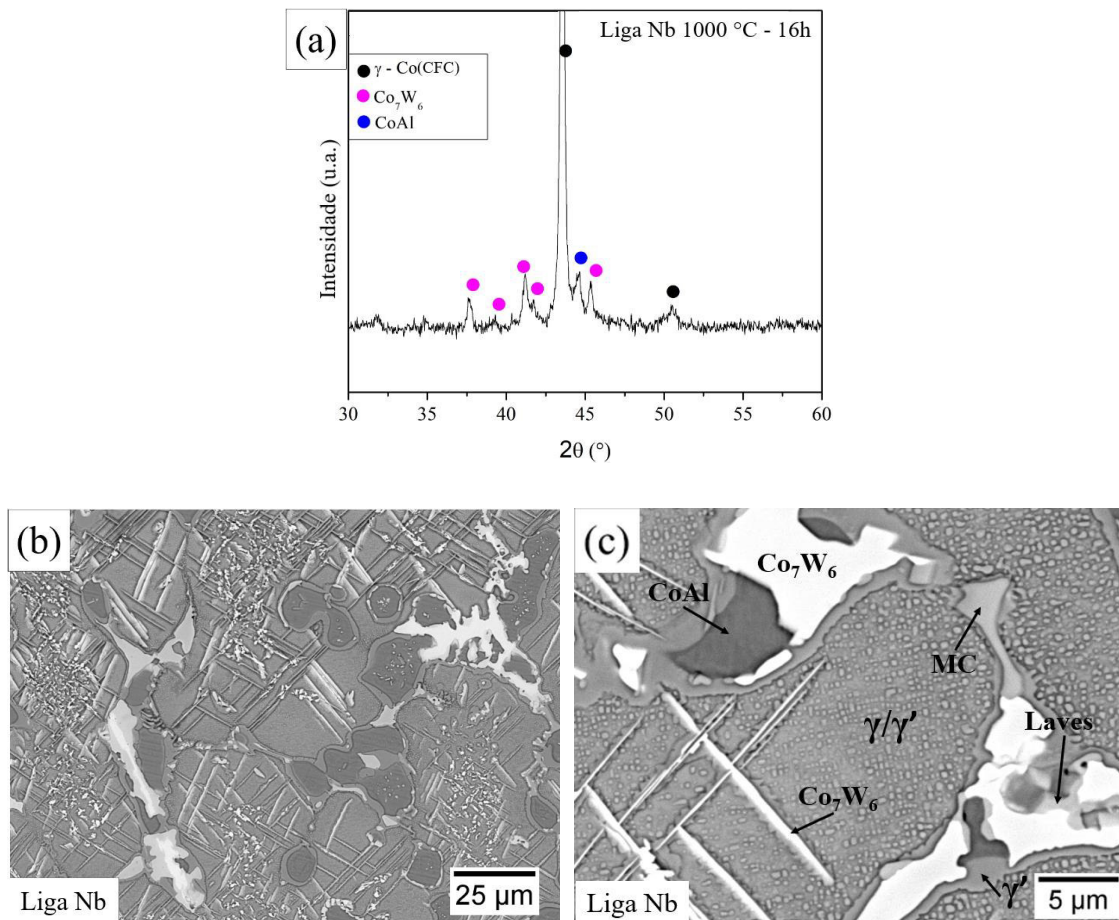 (a)
Liga Nb 1000 °C - 16h
γ - Co(CFC)
Co₇W₆
CoAl
Intensidade (u.a.)
30 35 40 45 50 55 60
2θ (°)
(b)
Liga Nb
25 µm
(c)
Co₇W₆
CoAl
MC
γ/γ'
Laves
Co₇W₆
γ'
Liga Nb
5 µm